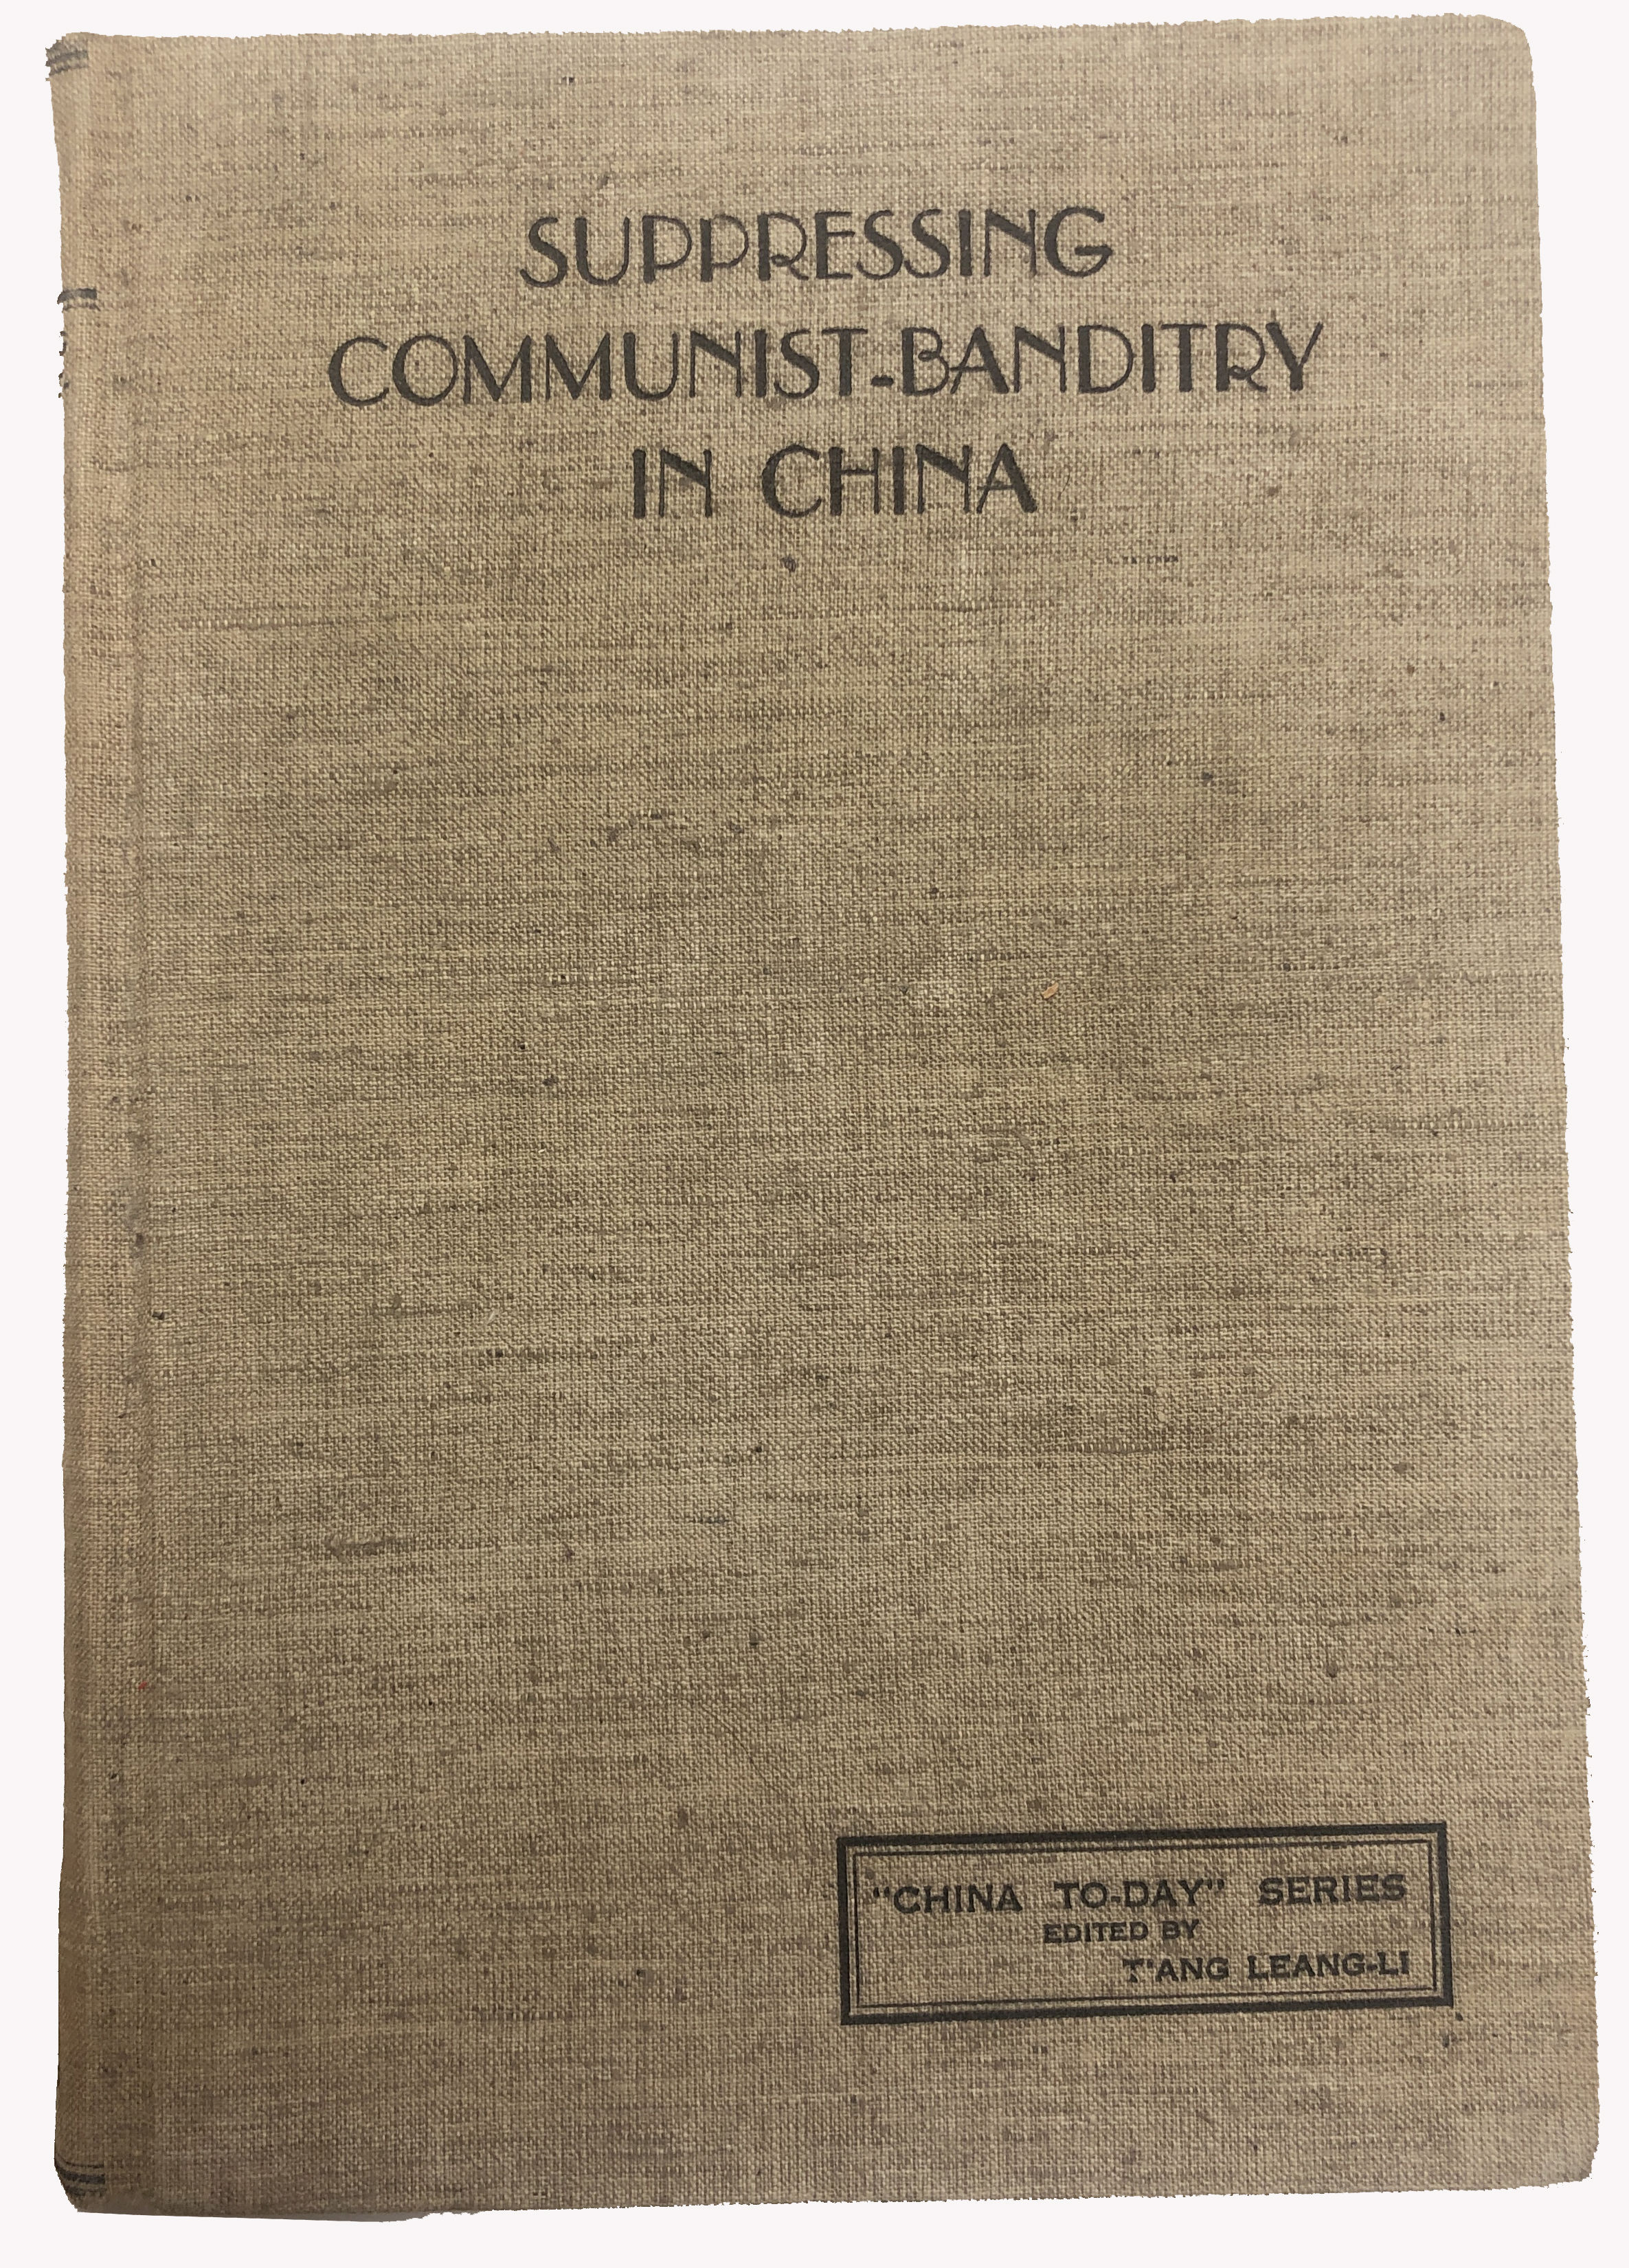 SUPPRESSING
COMMUNIST-BANDITRY
IN CHINA
"CHINA TO-DAY" SERIES
EDITED BY
T'ANG LEANG-LI